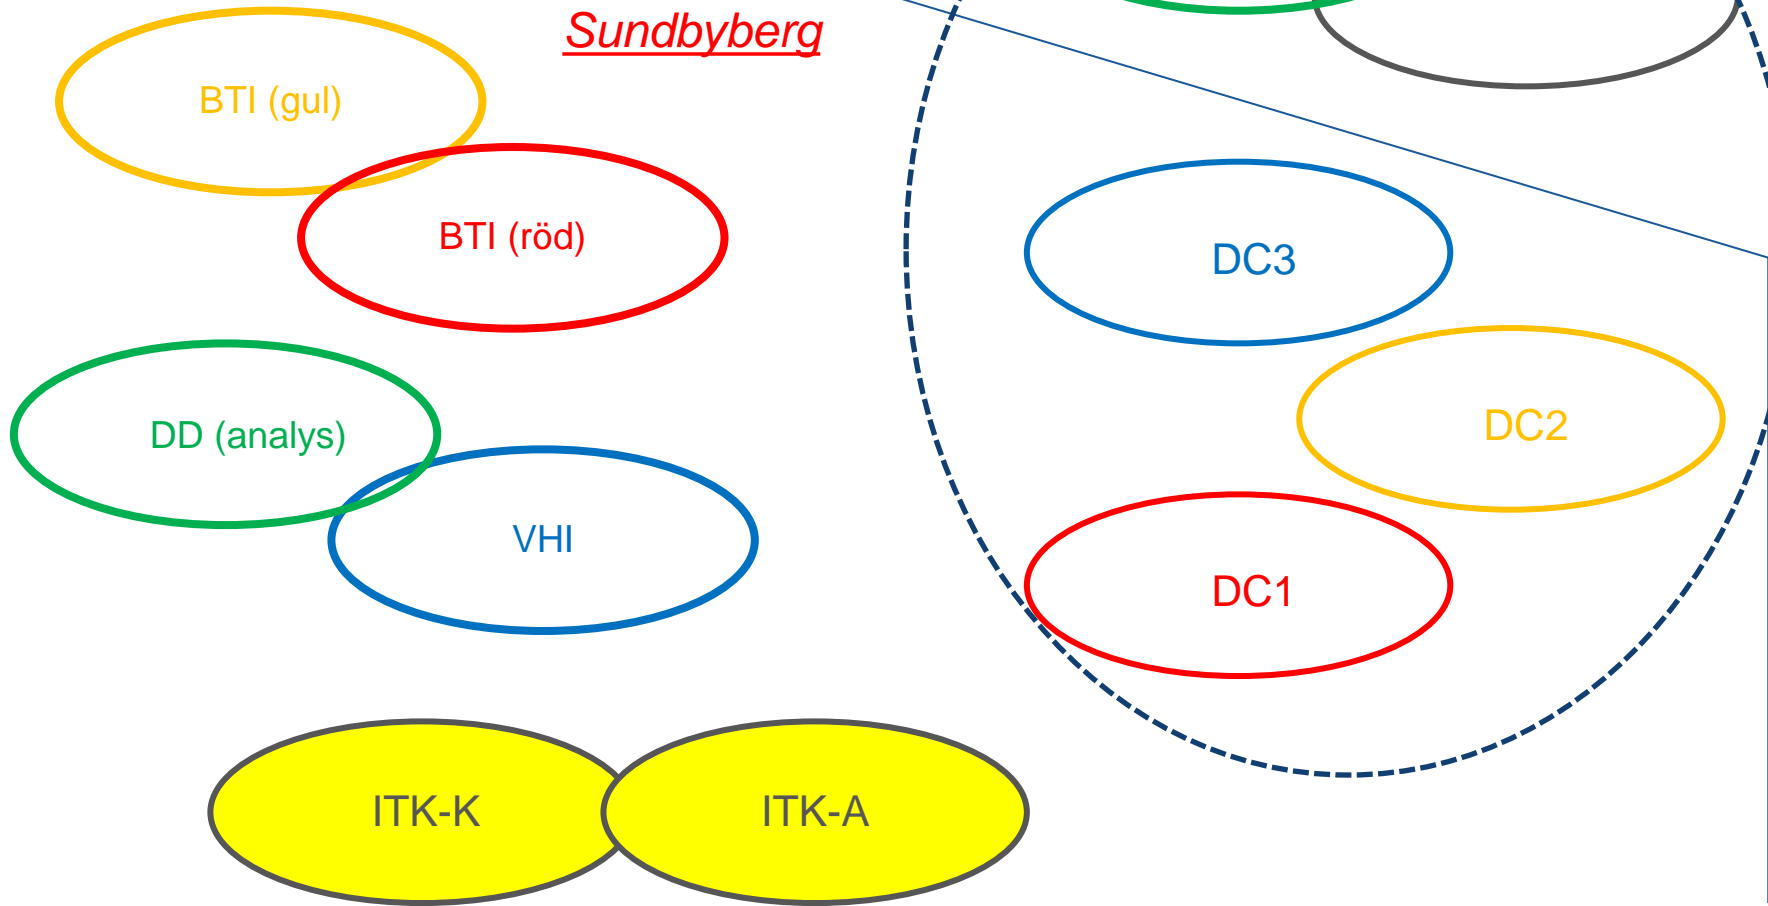 Sundbyberg
BTI (gul)
BTI (röd)
DC3
DC2
DD (analys)
VHI
DC1
ITK-K
ITK-A